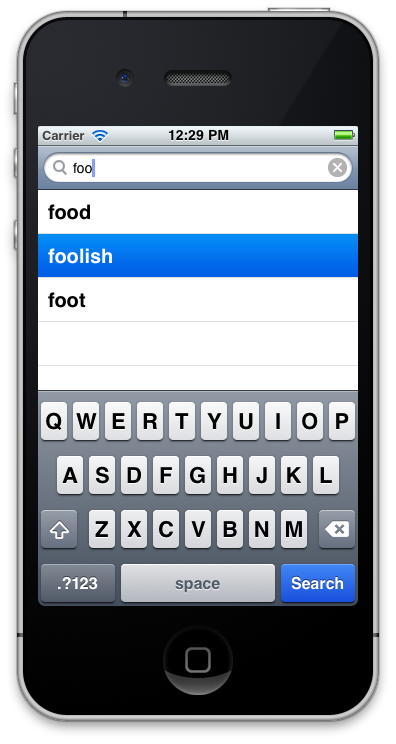 Carrier 12:29 PM
foo
food
foolish
foot
Q W E R T Y U I O P
A S D F G H J K L
Z X C V B N M
.?123 space Search